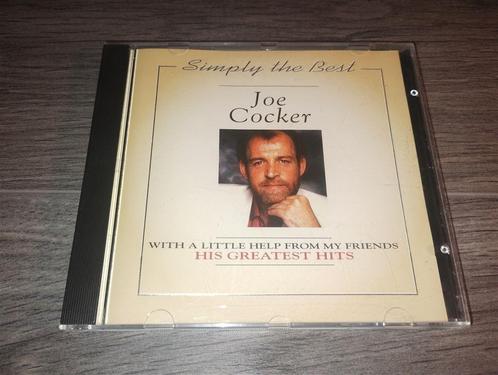 Simply the Best
Joe
Cocker
WITH A LITTLE HELP FROM MY FRIENDS
HIS GREATEST HITS